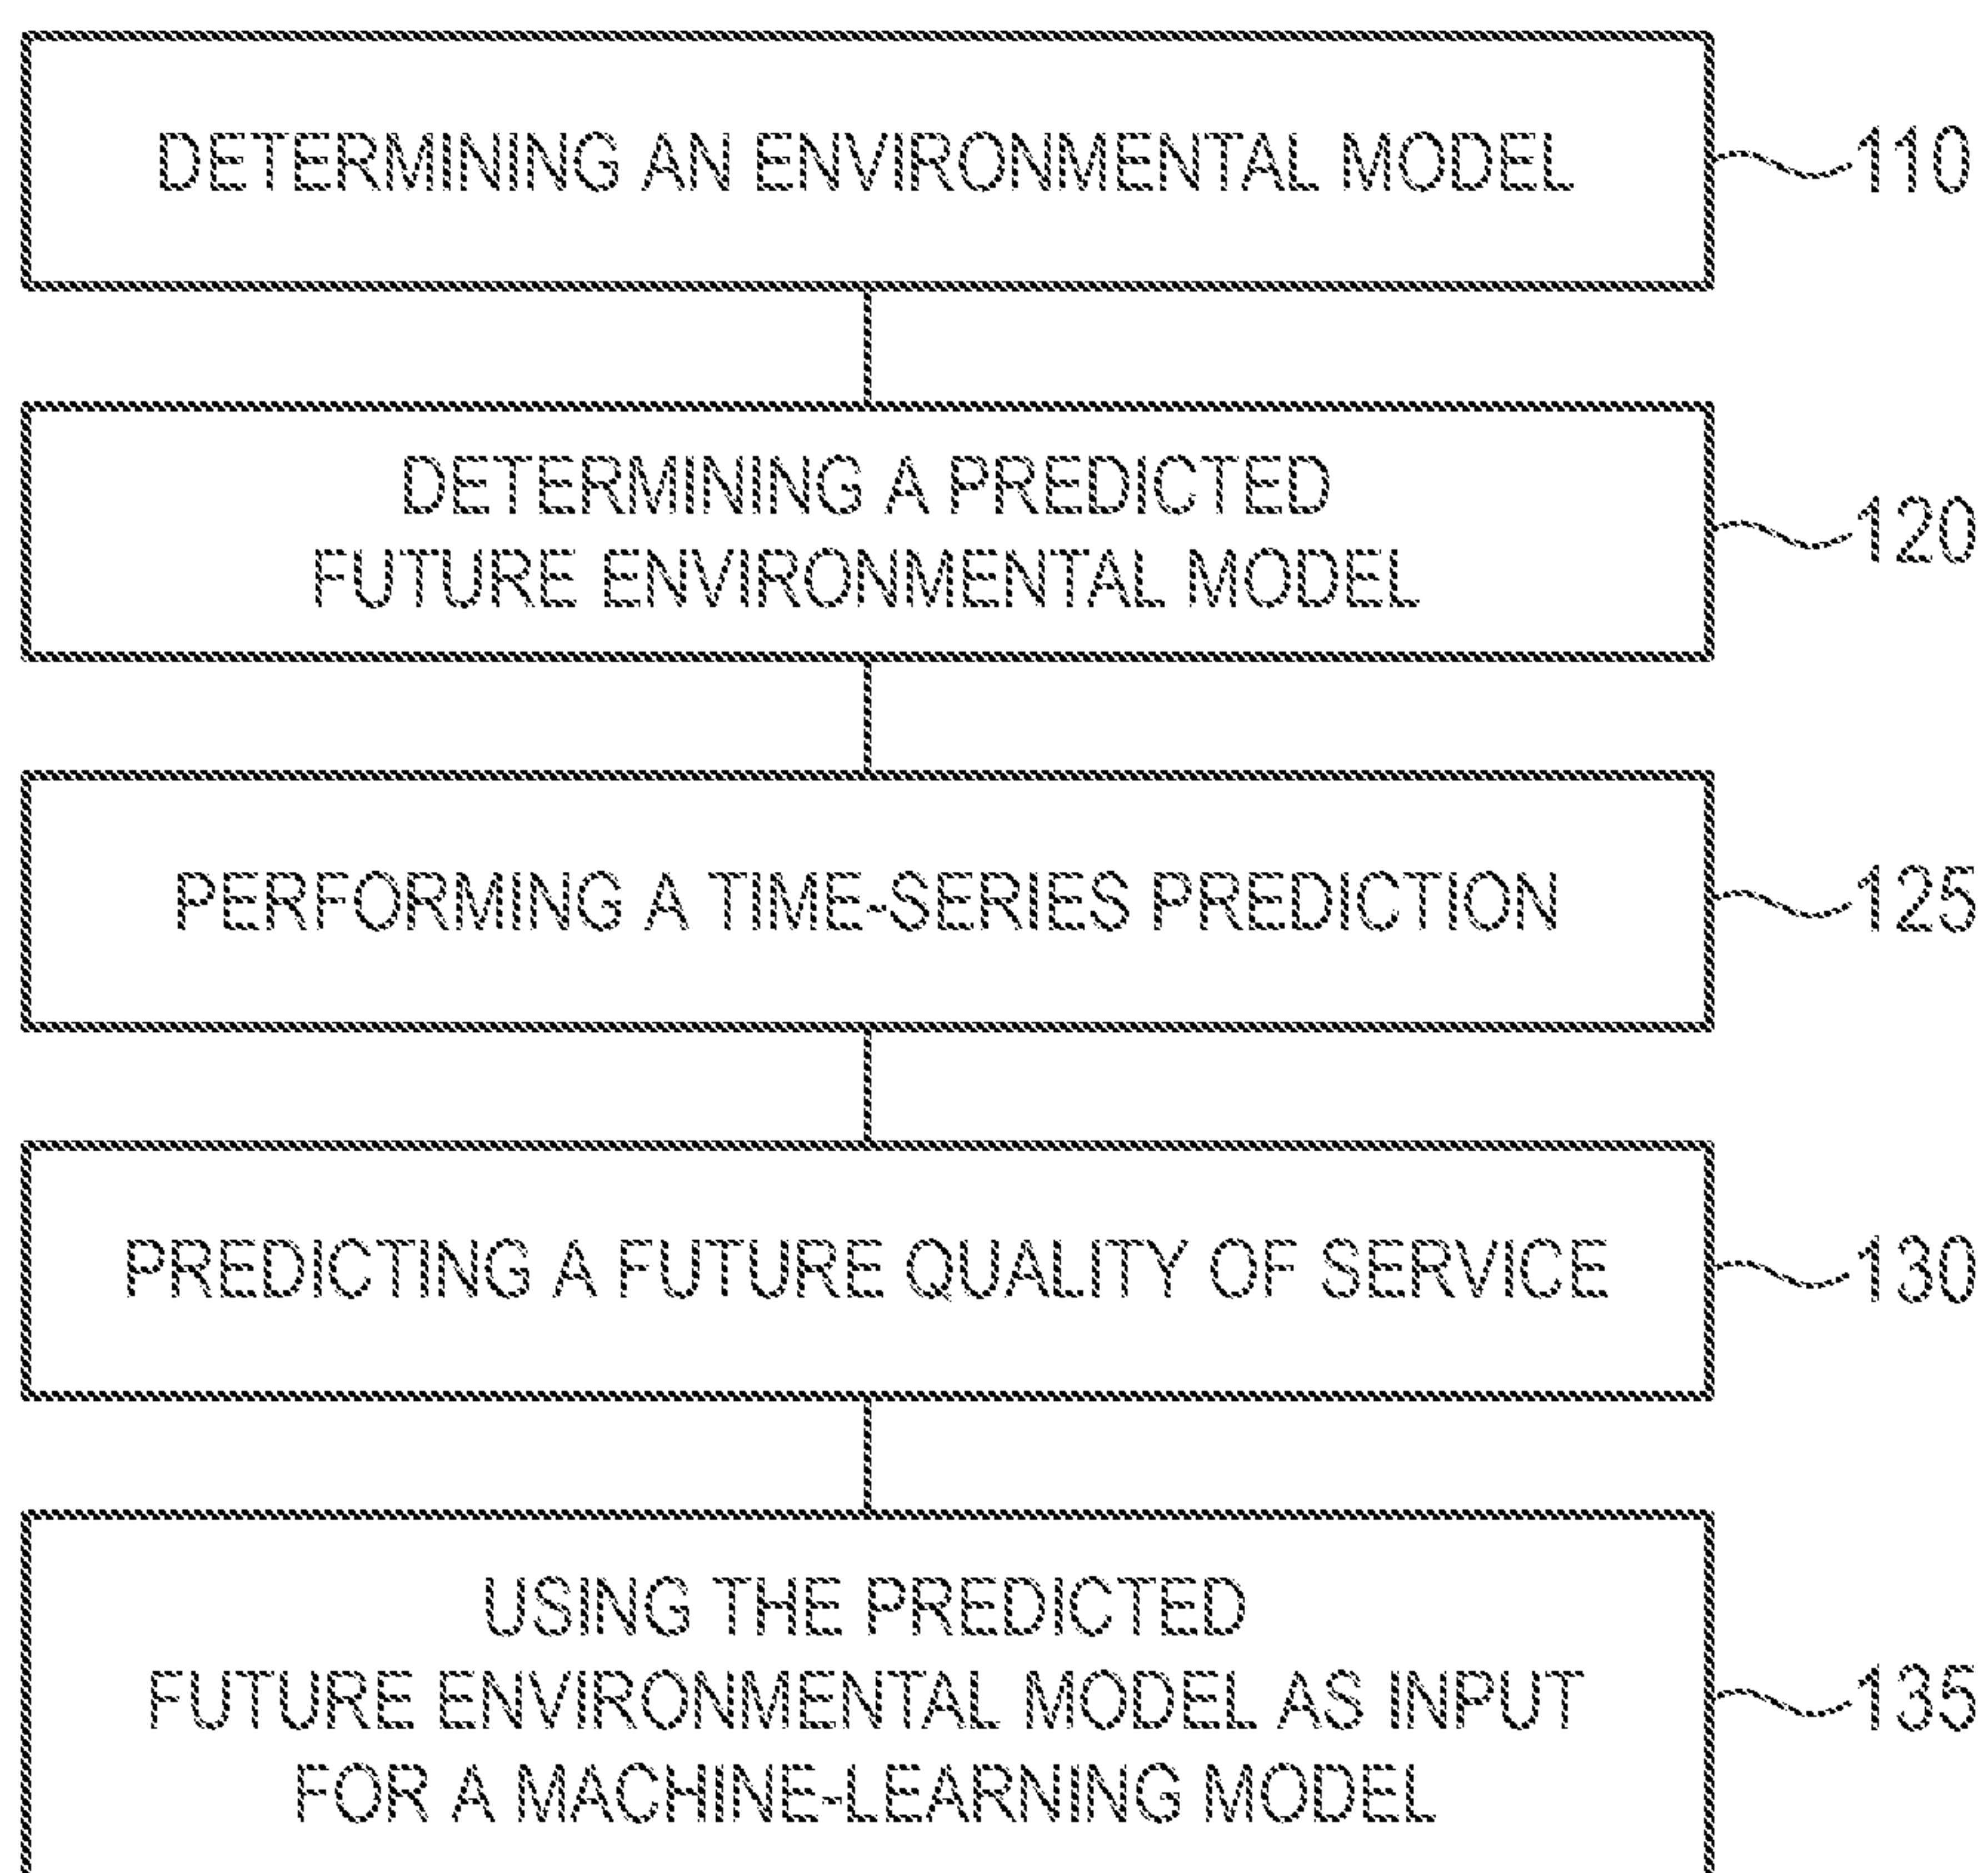 DETERMINING AN ENVIRONMENTAL MODEL
110
DETERMINING A PREDICTED
FUTURE ENVIRONMENTAL MODEL
120
PERFORMING A TIME-SERIES PREDICTION
125
PREDICTING A FUTURE QUALITY OF SERVICE
130
USING THE PREDICTED
FUTURE ENVIRONMENTAL MODEL AS INPUT
FOR A MACHINE-LEARNING MODEL
135